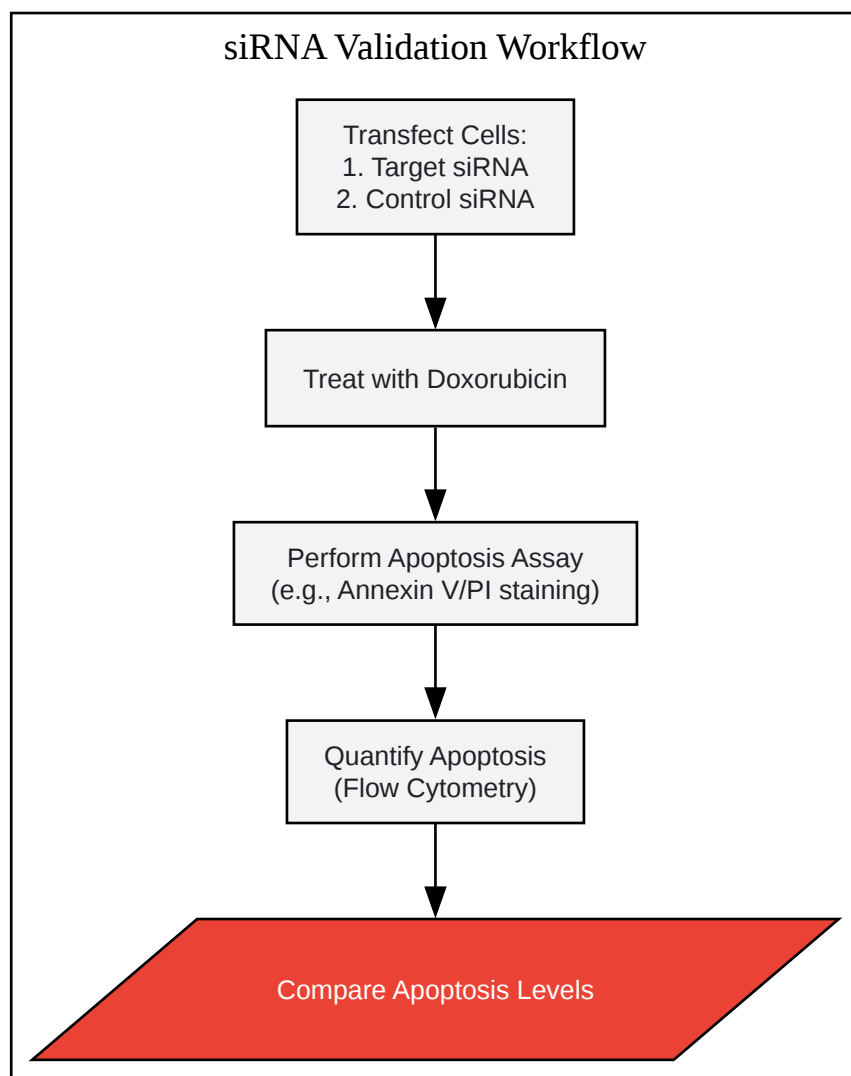 siRNA Validation Workflow
Transfect Cells:
1. Target siRNA
2. Control siRNA
Treat with Doxorubicin
Perform Apoptosis Assay
(e.g., Annexin V/PI staining)
Quantify Apoptosis
(Flow Cytometry)
Compare Apoptosis Levels